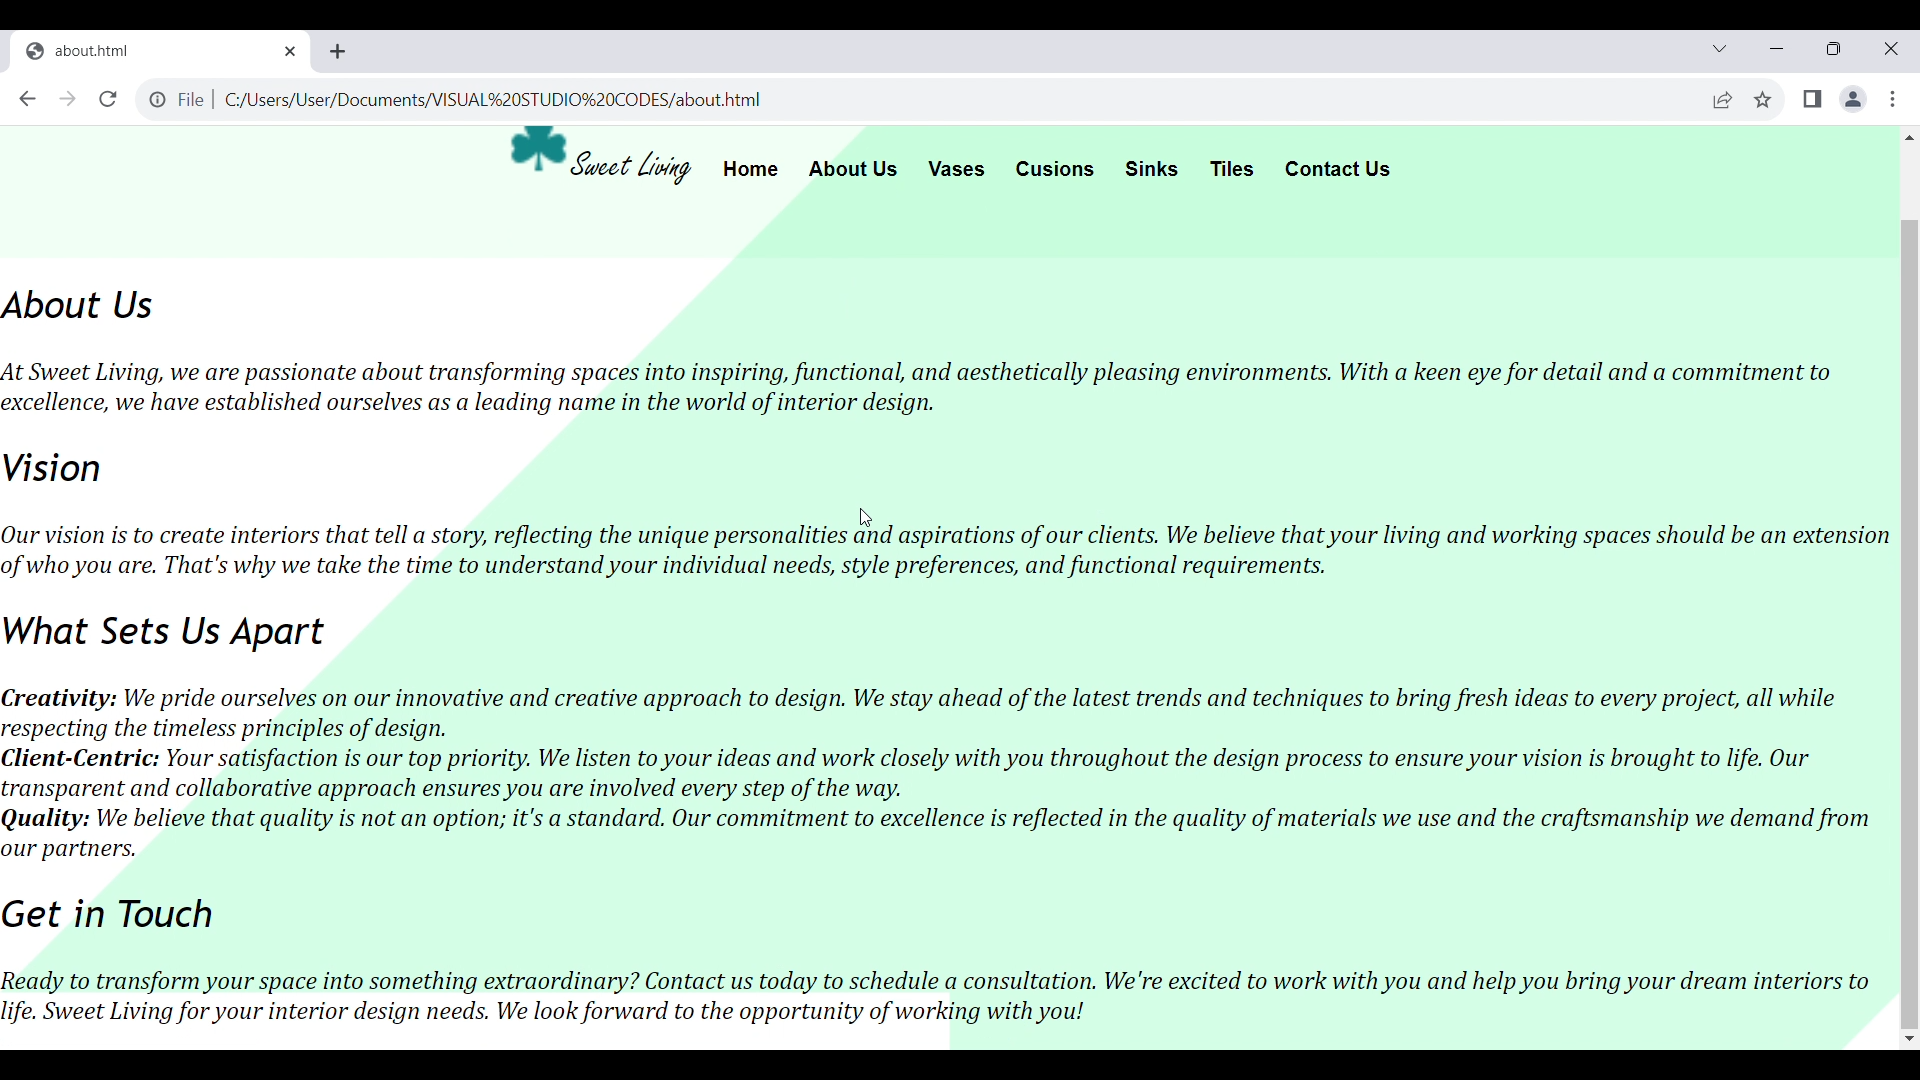 about.html
File C:/Users/User/Documents/VISUAL%20STUDIO%20CODES/about.html
Sweet Living Home About Us Vases Cusions Sinks Tiles Contact Us
About Us
At Sweet Living, we are passionate about transforming spaces into inspiring, functional, and aesthetically pleasing environments. With a keen eye for detail and a commitment to
excellence, we have established ourselves as a leading name in the world of interior design.
Vision
Our vision is to create interiors that tell a story, reflecting the unique personalities and aspirations of our clients. We believe that your living and working spaces should be an extension
of who you are. That's why we take the time to understand your individual needs, style preferences, and functional requirements.
What Sets Us Apart
Creativity: We pride ourselves on our innovative and creative approach to design. We stay ahead of the latest trends and techniques to bring fresh ideas to every project, all while
respecting the timeless principles of design.
Client-Centric: Your satisfaction is our top priority. We listen to your ideas and work closely with you throughout the design process to ensure your vision is brought to life. Our
transparent and collaborative approach ensures you are involved every step of the way.
Quality: We believe that quality is not an option; it's a standard. Our commitment to excellence is reflected in the quality of materials we use and the craftsmanship we demand from
our partners.
Get in Touch
Ready to transform your space into something extraordinary? Contact us today to schedule a consultation. We're excited to work with you and help you bring your dream interiors to
life. Sweet Living for your interior design needs. We look forward to the opportunity of working with you!